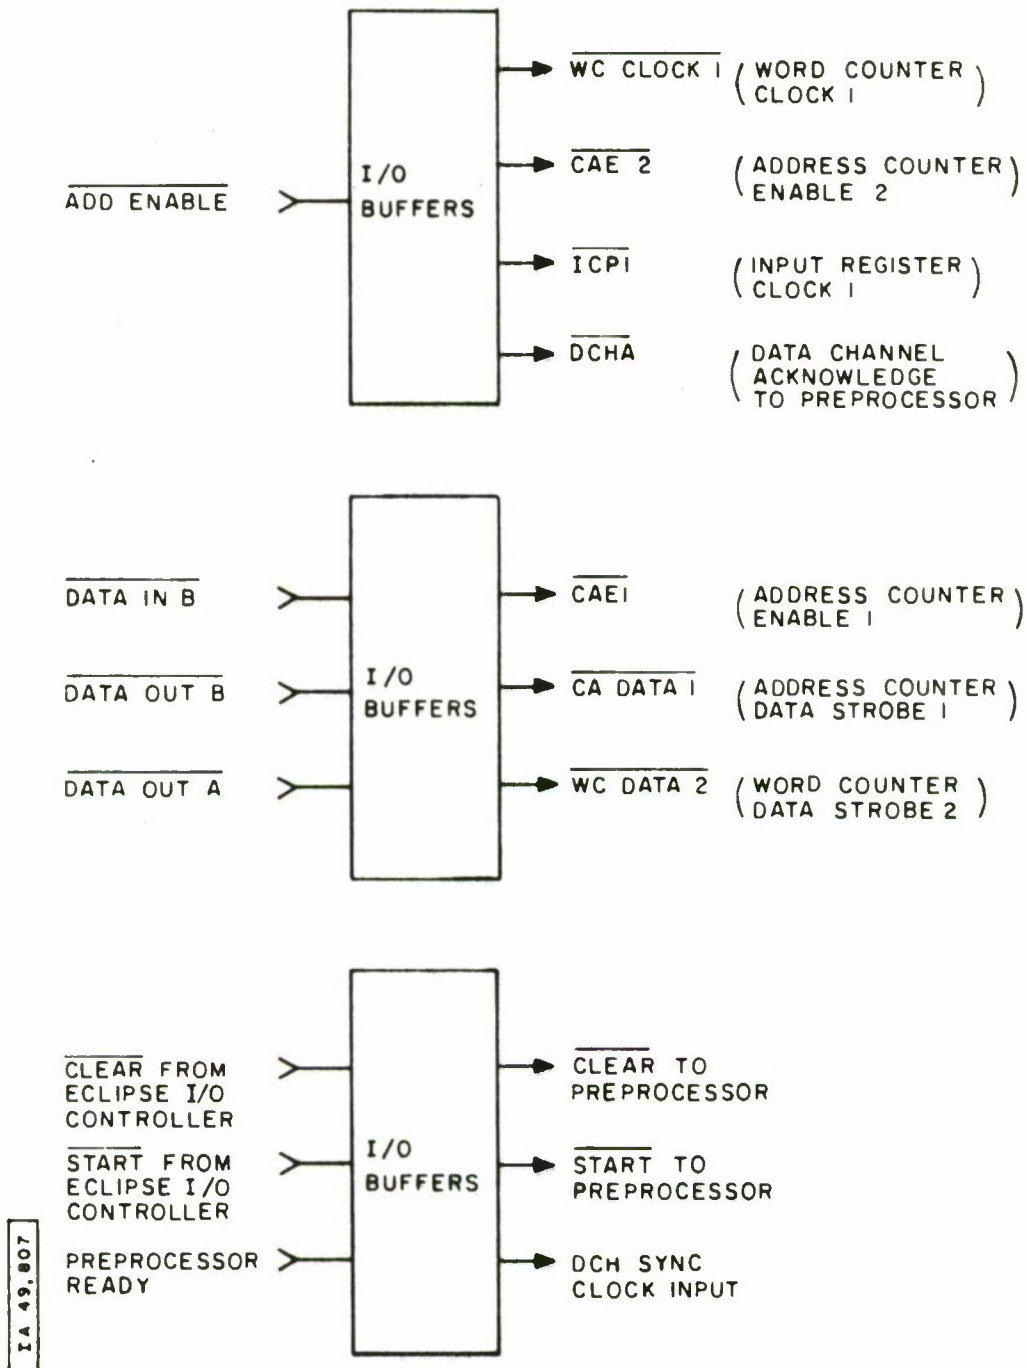 WC CLOCK 1 (WORD COUNTER
CLOCK 1)
ADD ENABLE
I/O
BUFFERS
CAE 2 (ADDRESS COUNTER
ENABLE 2)
ICP1 (INPUT REGISTER
CLOCK 1)
DCHA (DATA CHANNEL
ACKNOWLEDGE
TO PREPROCESSOR)
DATA IN B
DATA OUT B
DATA OUT A
I/O
BUFFERS
CAE1 (ADDRESS COUNTER
ENABLE 1)
CA DATA 1 (ADDRESS COUNTER
DATA STROBE 1)
WC DATA 2 (WORD COUNTER
DATA STROBE 2)
CLEAR FROM
ECLIPSE I/O
CONTROLLER
START FROM
ECLIPSE I/O
CONTROLLER
PREPROCESSOR
READY
I/O
BUFFERS
CLEAR TO
PREPROCESSOR
START TO
PREPROCESSOR
DCH SYNC
CLOCK INPUT
IA 49,807